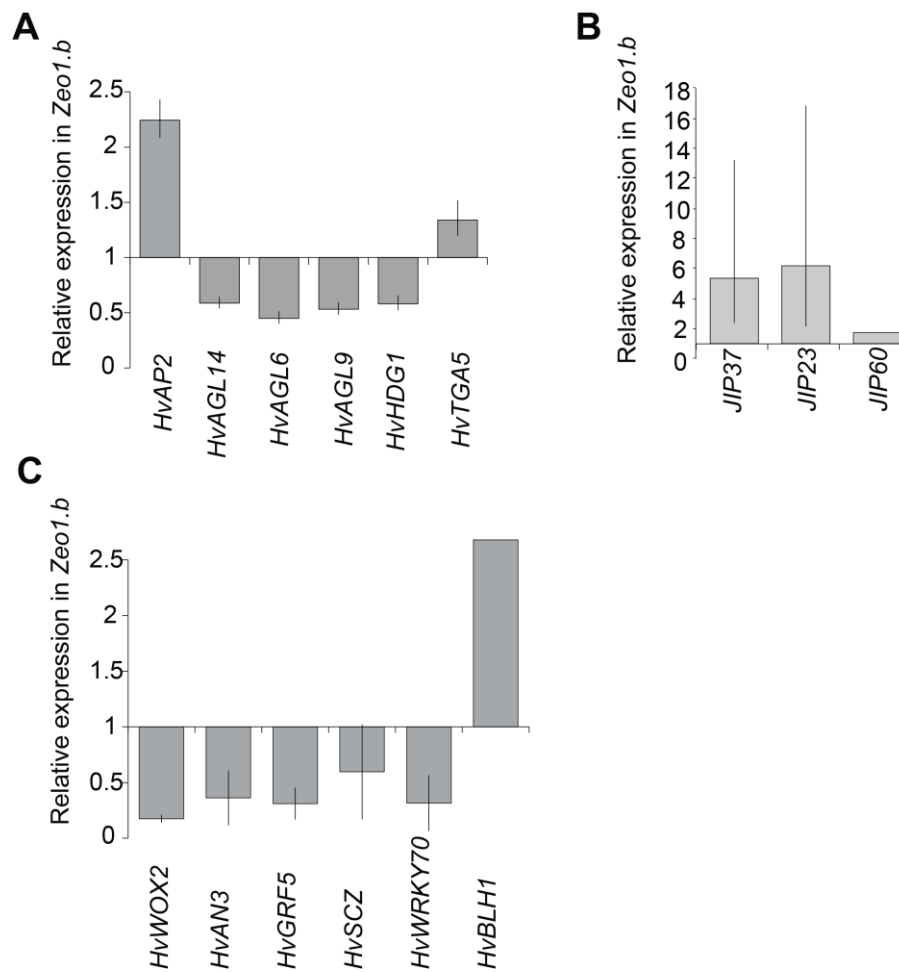 A
Relative expression in Zeo1.b
2.5
2
1.5
1
0.5
0
HvAP2
HvAGL14
HvAGL6
HvAGL9
HvHDG1
HvTGA5
B
Relative expression in Zeo1.b
18
16
14
12
10
8
6
4
2
0
JIP37
JIP23
JIP60
C
Relative expression in Zeo1.b
2.5
2
1.5
1
0.5
0
HvWOX2
HvAN3
HvGRF5
HvSCZ
HvWRKY70
HvBLH1